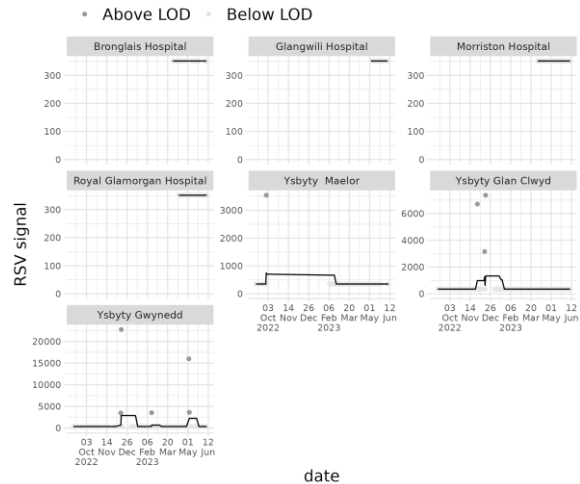 Above LOD Below LOD
Bronglais Hospital Glangwili Hospital Morriston Hospital
300 300 300
200 200 200
100 100 100
0 0 0
Royal Glamorgan Hospital Ysbyty Maelor Ysbyty Glan Clwyd
300 3000 6000
200 2000 4000
100 1000 2000
0 0 0
RSV signal
Ysbyty Gwynedd
20000
15000
10000
5000
0
03 14 26 06 20 01 12 03 14 26 06 20 01 12
Oct Nov Dec Feb Mar May Jun Oct Nov Dec Feb Mar May Jun
2022 2023 2022 2023
03 14 26 06 20 01 12
Oct Nov Dec Feb Mar May Jun
2022 2023
date